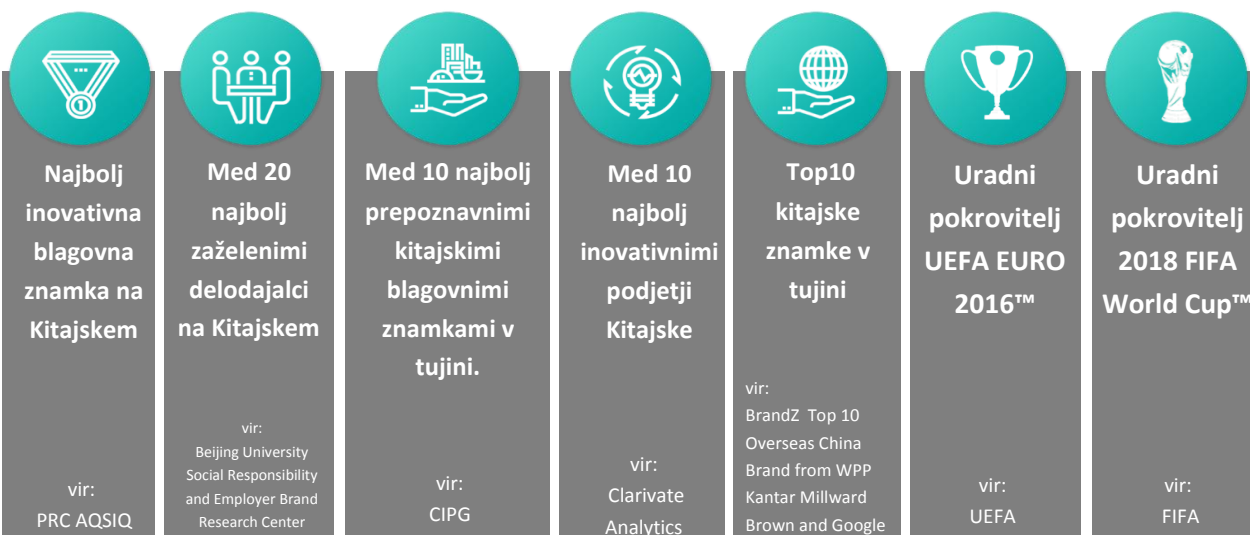 Najbolj
inovativna
blagovna
znamka na
Kitajskem
vir:
PRC AQSIQ
Med 20
najbolj
zaželenimi
delodajalci
na Kitajskem
vir:
Beijing University
Social Responsibility
and Employer Brand
Research Center
Med 10 najbolj
prepoznavnimi
kitajskimi
blagovnimi
znamkami v
tujini.
vir:
CIPG
Med 10
najbolj
inovativnimi
podjetji
Kitajske
vir:
Clarivate
Analytics
Top10
kitajske
znamke v
tujini
vir:
BrandZ Top 10
Overseas China
Brand from WPP
Kantar Millward
Brown and Google
Uradni
pokrovitelj
UEFA EURO
2016™
vir:
UEFA
Uradni
pokrovitelj
2018 FIFA
World Cup™
vir:
FIFA